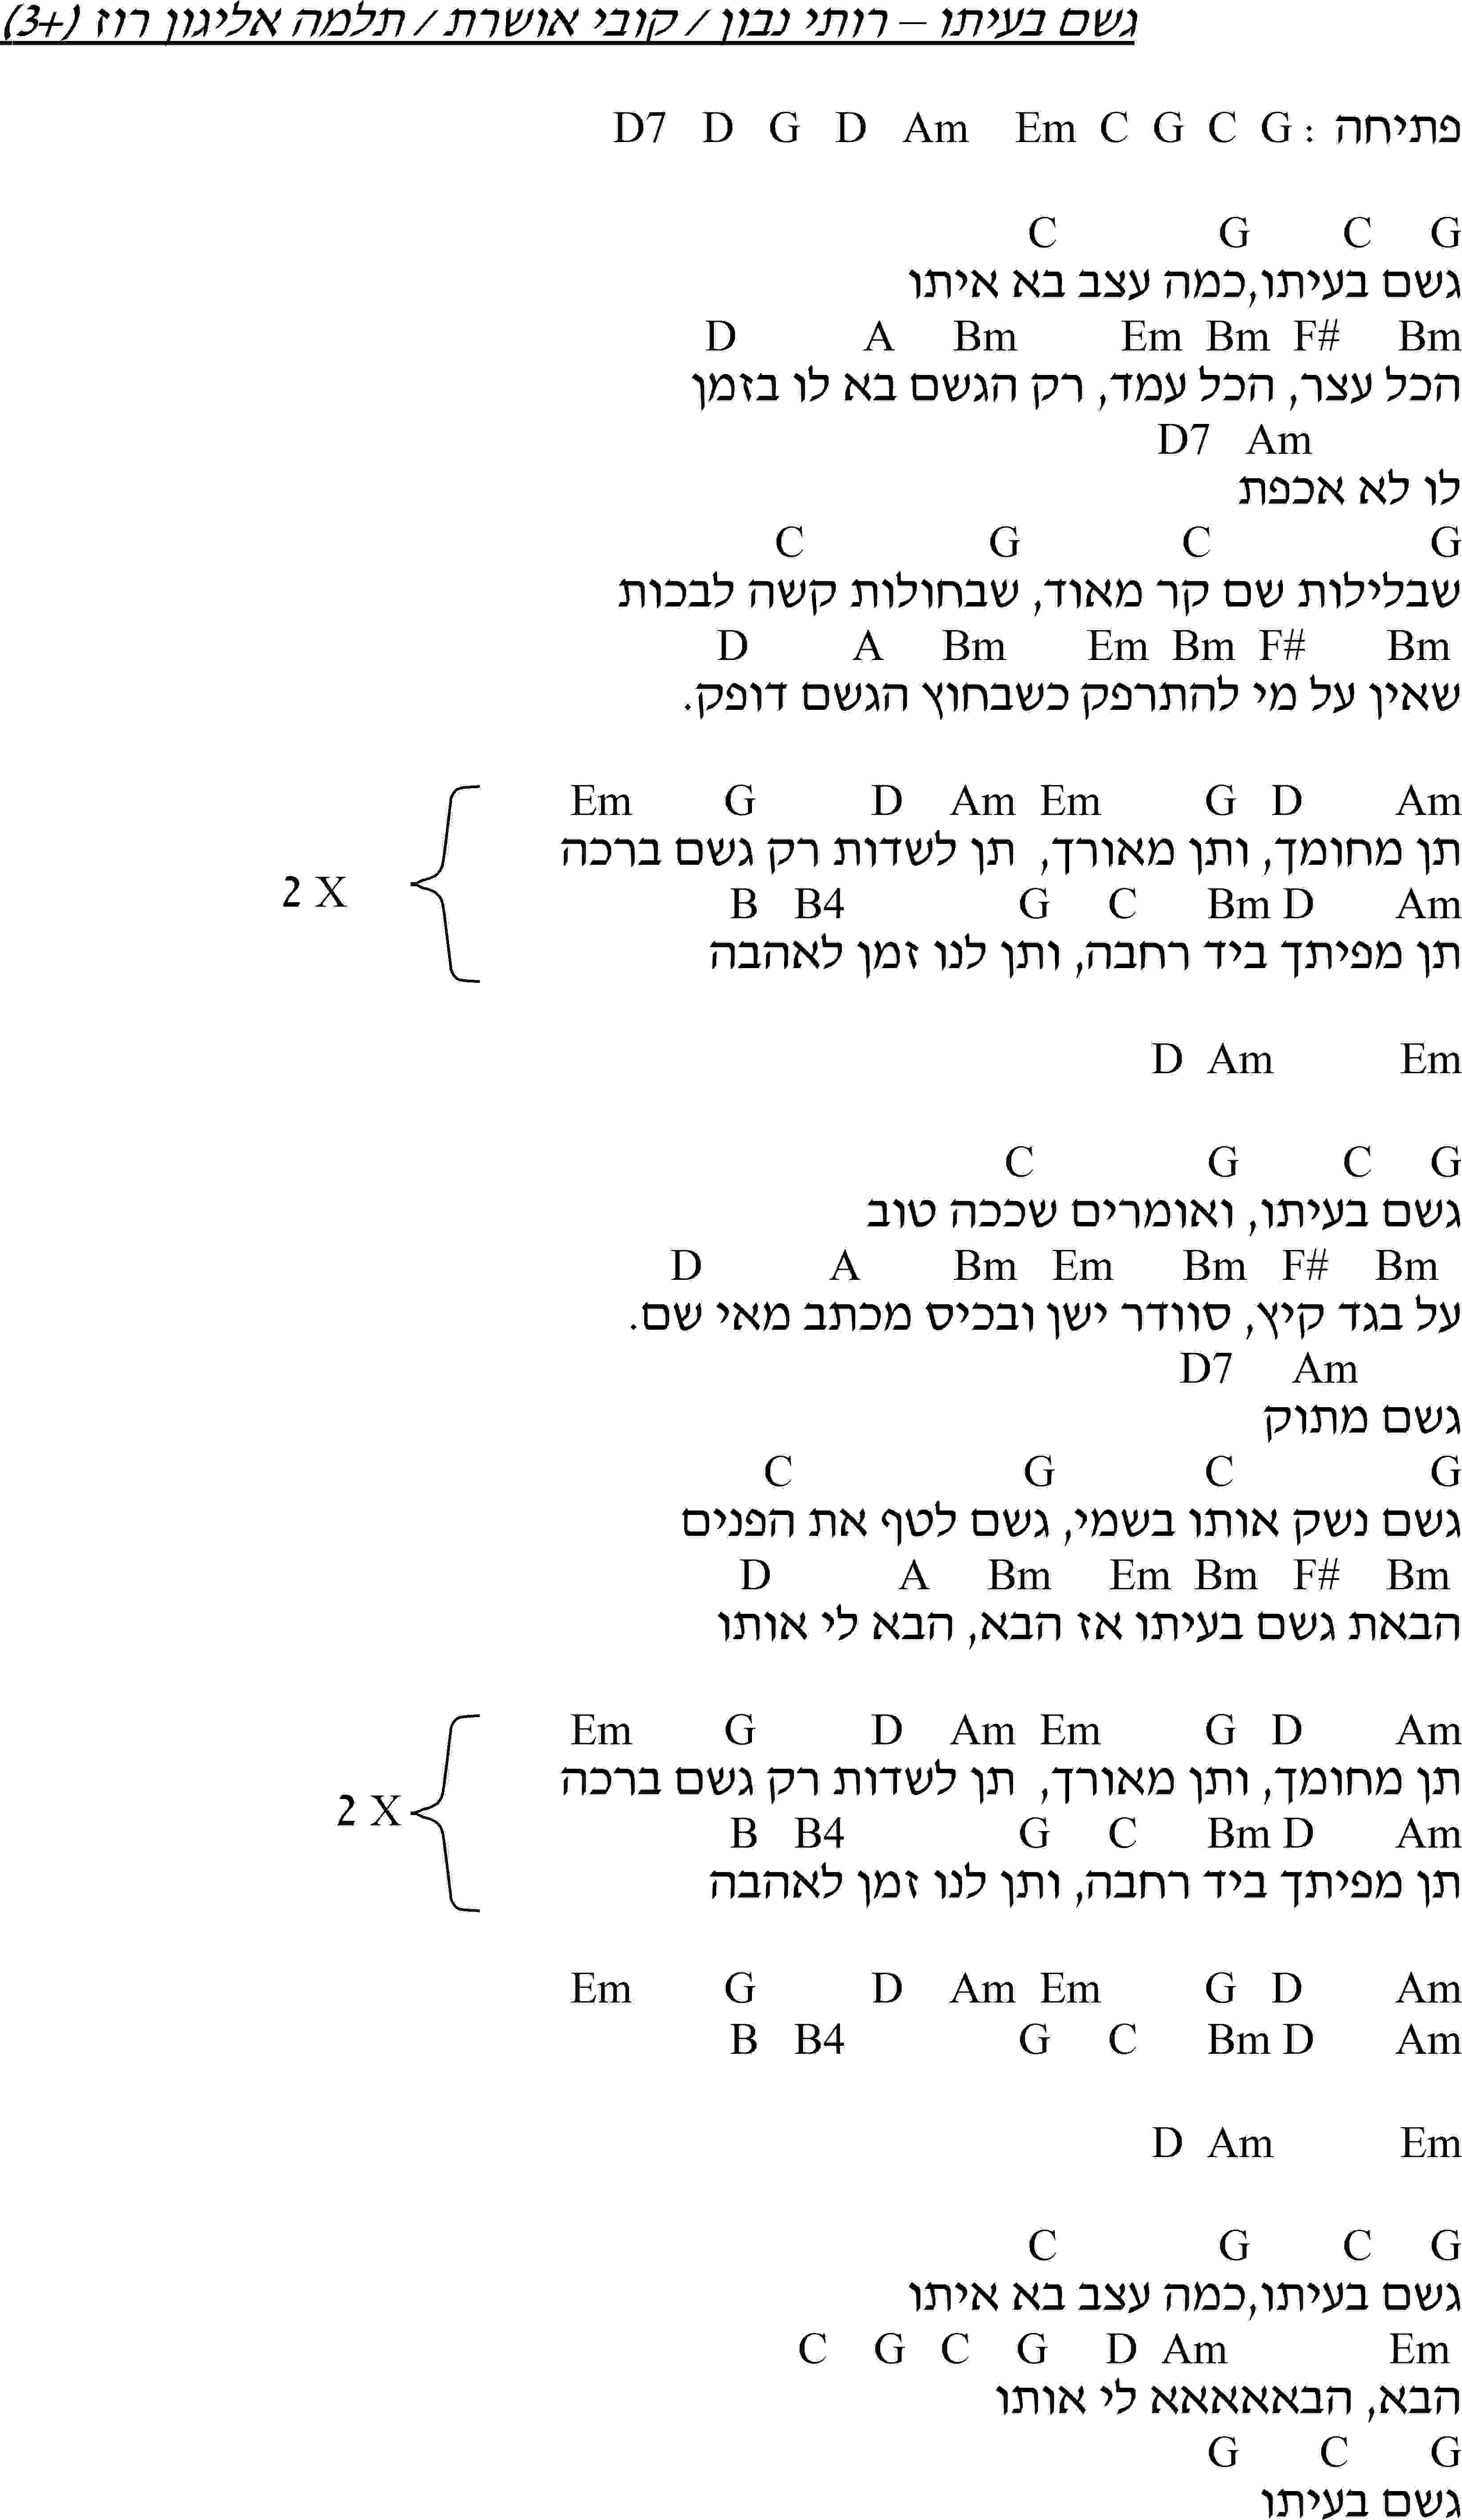 גשם בעיתו – רותי נבון / קובי אושרת / תלמה אליגון רוז (+3)
פתיחה : G C G C Em Am D G D D7
G C G C
גשם בעיתו,כמה עצב בא איתו
Bm F# Bm Em Bm A D
הכל עצר, הכל עמד, רק הגשם בא לו בזמן
Am D7
לו לא אכפת
G C G C
שבלילות שם קר מאוד, שבחולות קשה לבכות
Bm F# Bm Em Bm A D
שאין על מי להתרפק כשבחוץ הגשם דופק.
Am D G Em Am D G Em
תן מחומך, ותן מאורך, תן לשדות רק גשם ברכה
2 X
Am D Bm C G B4 B
תן מפיתך ביד רחבה, ותן לנו זמן לאהבה
Em Am D
G C G C
גשם בעיתו, ואומרים שככה טוב
Bm F# Bm Em Bm A D
על בגד קיץ, סוודר ישן ובכיס מכתב מאי שם.
Am D7
גשם מתוק
G C G C
גשם נשק אותו בשמי, גשם לטף את הפנים
Bm F# Bm Em Bm A D
הבאת גשם בעיתו אז הבא, הבא לי אותו
Am D G Em Am D G Em
תן מחומך, ותן מאורך, תן לשדות רק גשם ברכה
2 X
Am D Bm C G B4 B
תן מפיתך ביד רחבה, ותן לנו זמן לאהבה
Am D G Em Am D G Em
Am D Bm C G B4 B
Em Am D
G C G C
גשם בעיתו,כמה עצב בא איתו
Em Am D G C G C
הבא, הבאאאאא לי אותו
G C G
גשם בעיתו